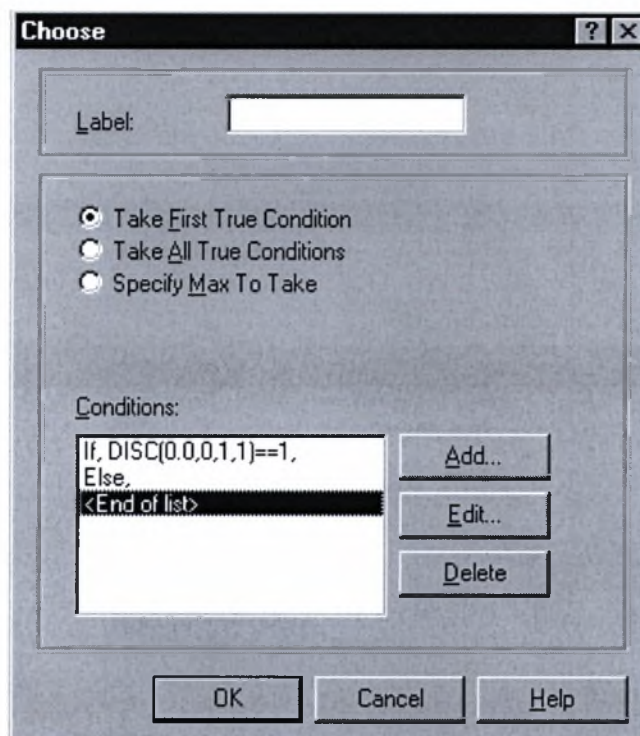 Choose
Label:
Take First True Condition
Take All True Conditions
Specify Max To Take
Conditions:
If, DISC(0.0,0,1,1)==1,
Else,
<End of list>
Add...
Edit...
Delete
OK
Cancel
Help